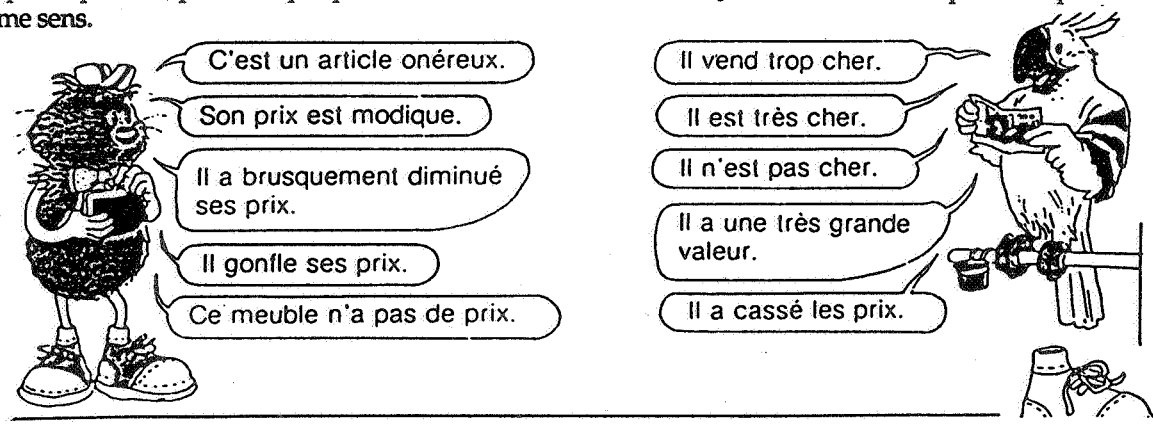 me sens.
C'est un article onéreux.
Son prix est modique.
Il a brusquement diminué
ses prix.
Il gonfle ses prix.
Ce meuble n'a pas de prix.
Il vend trop cher.
Il est très cher.
Il n'est pas cher.
Il a une très grande
valeur.
Il a cassé les prix.